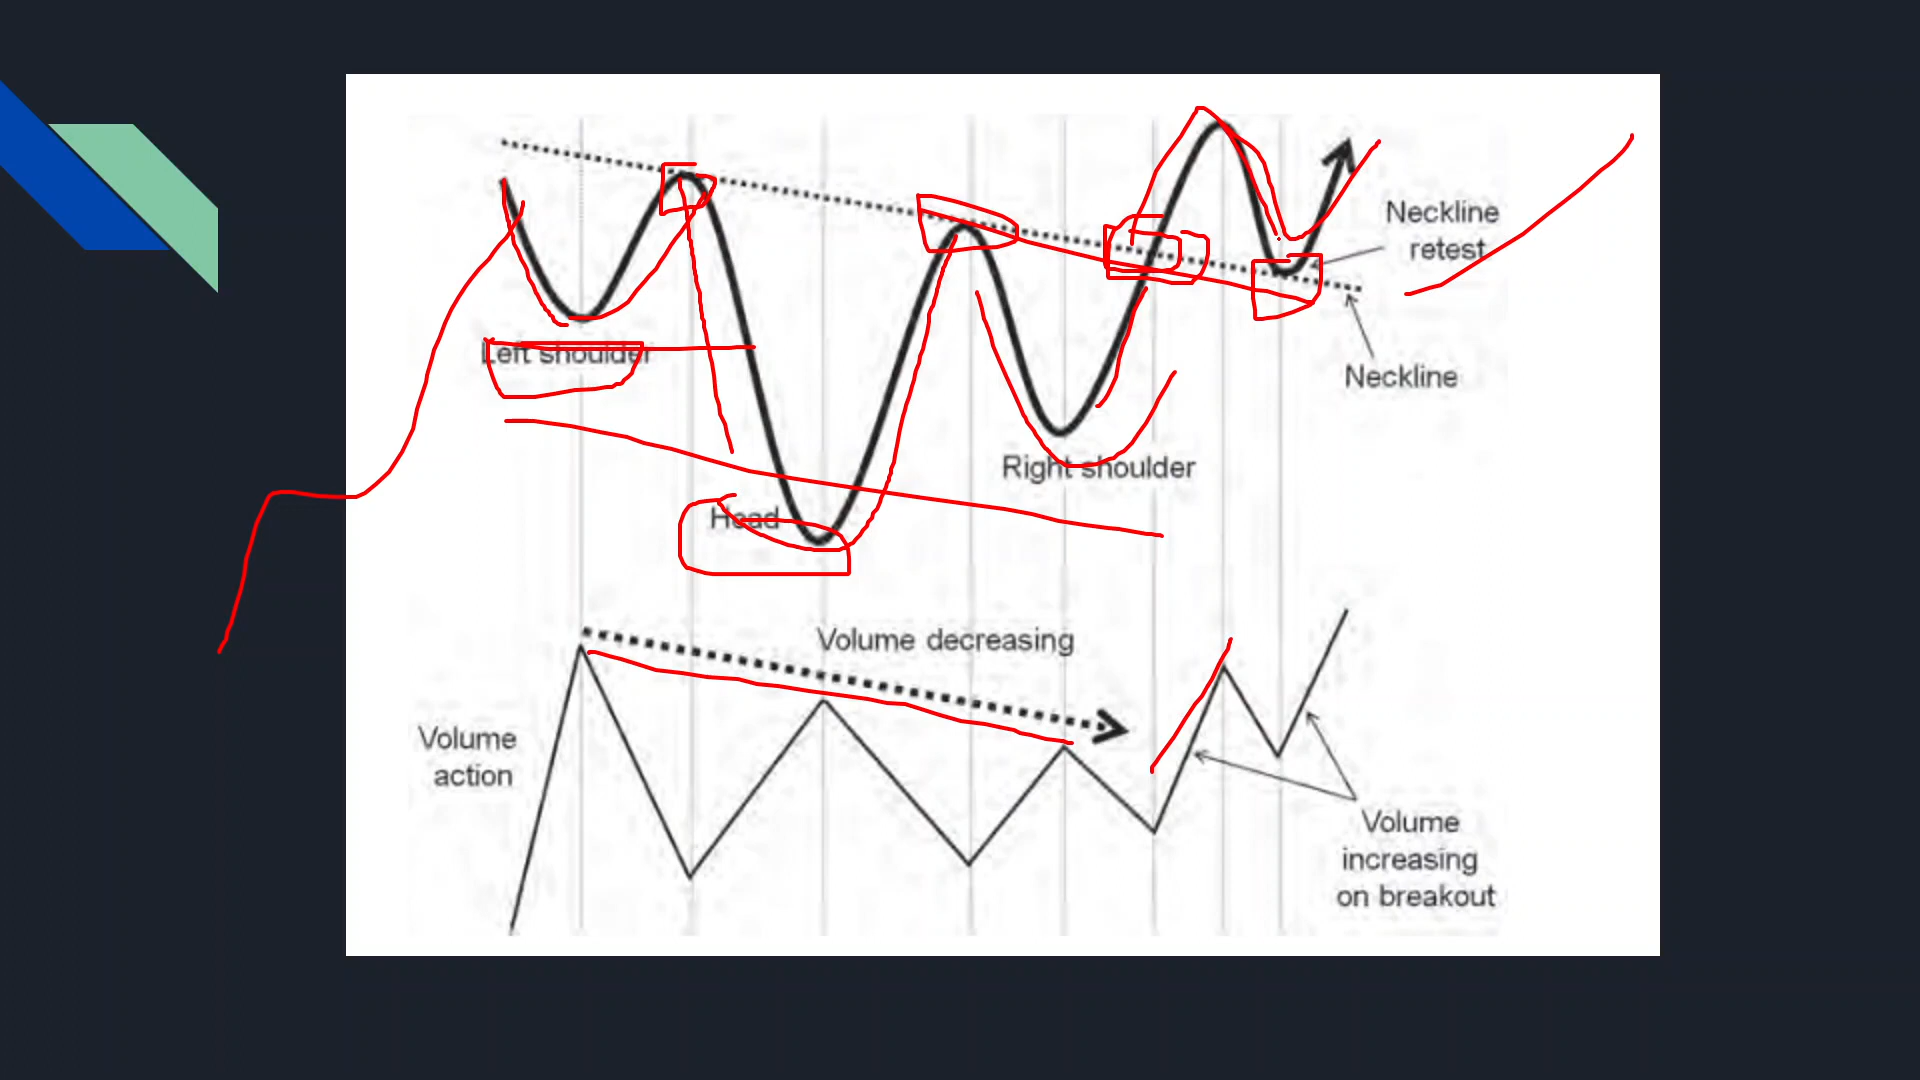 Neckline
retest
Left shoulder
Neckline
Right shoulder
Head
Volume decreasing
Volume
action
Volume
increasing
on breakout